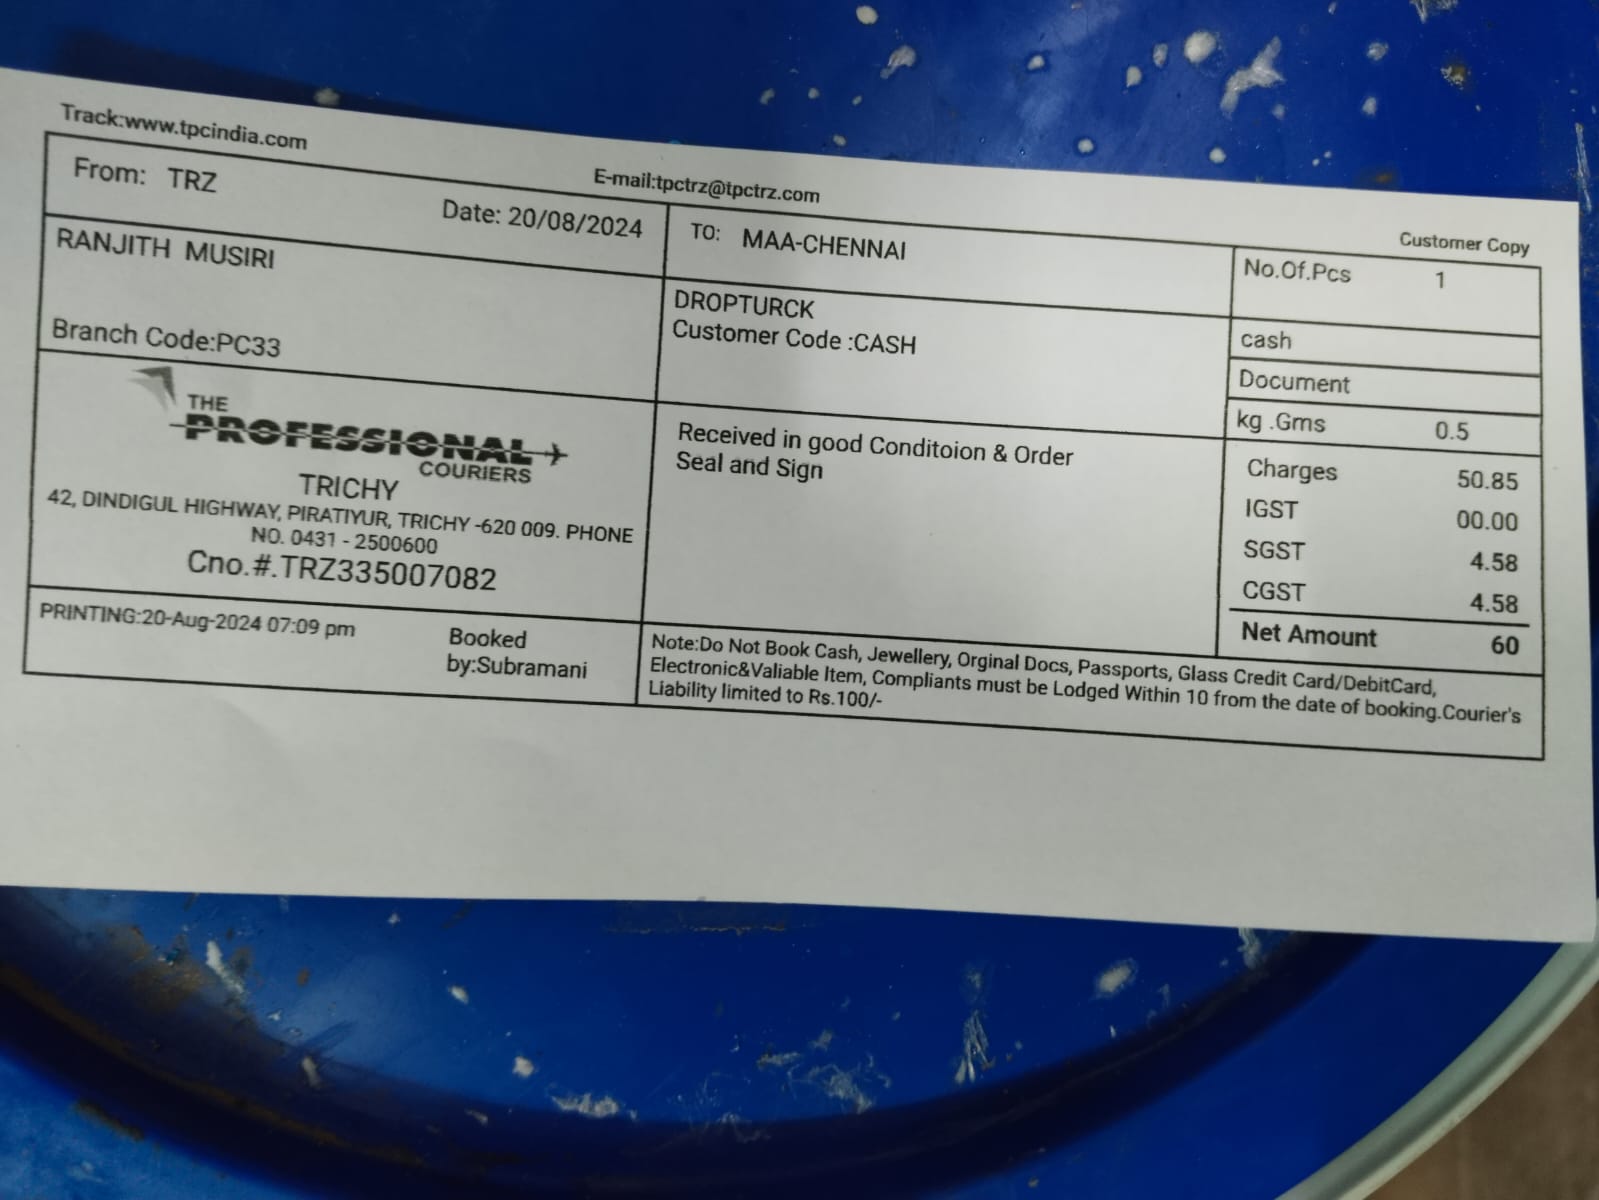 Track:www.tpcindia.com
E-mail:tpctrz@tpctrz.com
Customer Copy
From: TRZ
Date: 20/08/2024
TO: MAA-CHENNAI
No.Of.Pcs 1
RANJITH MUSIRI
Branch Code:PC33
DROPTURCK
Customer Code :CASH
cash
Document
kg .Gms 0.5
THE
PROFESSIONAL
COURIERS
TRICHY
42, DINDIGUL HIGHWAY, PIRATIYUR, TRICHY -620 009. PHONE
NO. 0431 - 2500600
Cno.#.TRZ335007082
Received in good Conditoion & Order
Seal and Sign
Charges 50.85
IGST 00.00
SGST 4.58
CGST 4.58
Net Amount 60
PRINTING:20-Aug-2024 07:09 pm
Booked
by:Subramani
Note:Do Not Book Cash, Jewellery, Orginal Docs, Passports, Glass Credit Card/DebitCard,
Electronic&Valiable Item, Compliants must be Lodged Within 10 from the date of booking.Courier's
Liability limited to Rs.100/-